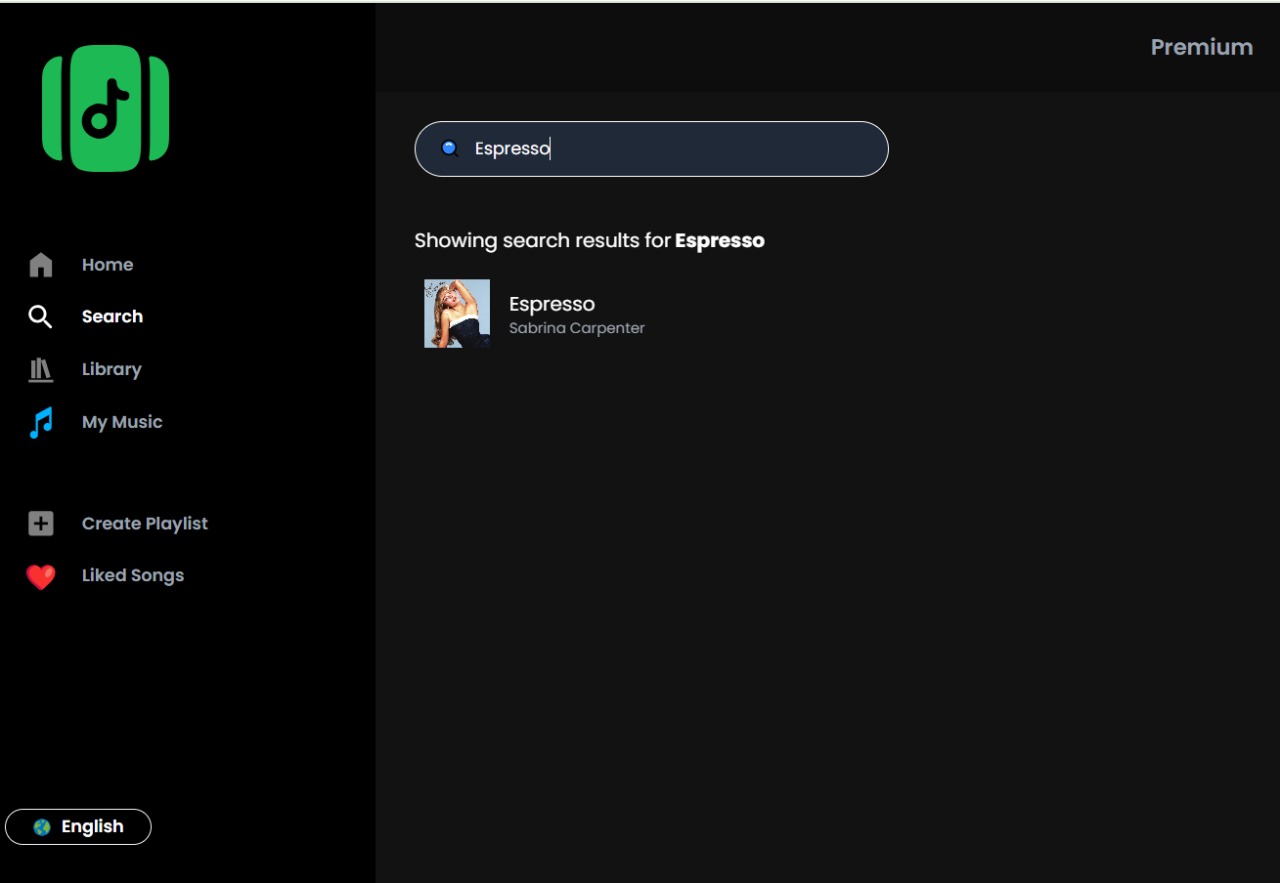 Premium
Espresso
Showing search results for Espresso
Espresso
Sabrina Carpenter
Home
Search
Library
My Music
Create Playlist
Liked Songs
English